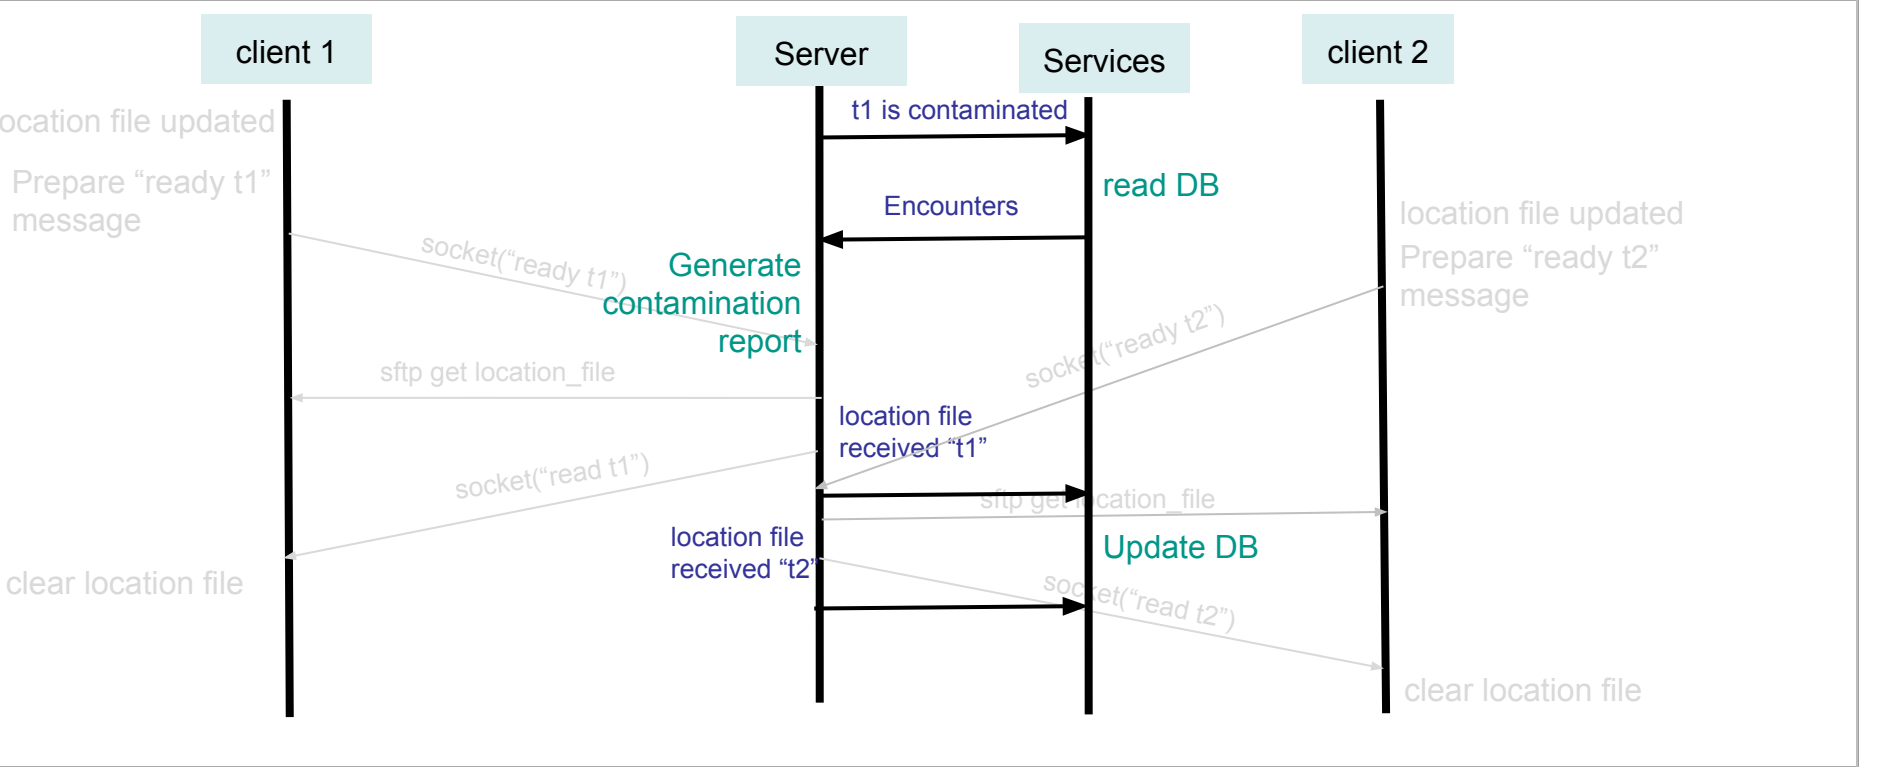 client 1
Server
Services
client 2
t1 is contaminated
ocation file updated
Prepare “ready t1”
message
read DB
Encounters
location file updated
Prepare “ready t2”
message
socket(“ready t1”)
Generate
contamination
report
socket(“ready t2”)
sftp get location_file
location file
received “t1”
socket(“read t1”)
sftp get location_file
location file
received “t2”
Update DB
clear location file
socket(“read t2”)
clear location file